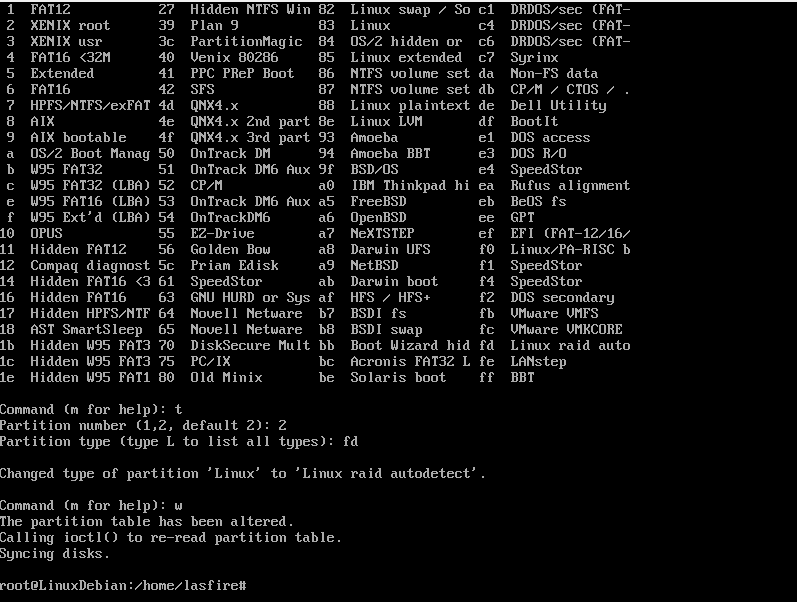 1  FAT12           27  Hidden NTFS Win 82  Linux swap / So c1  DRDOS/sec (FAT-
 2  XENIX root      39  Plan 9          83  Linux           c4  DRDOS/sec (FAT-
 3  XENIX usr       3c  PartitionMagic  84  OS/2 hidden or  c6  DRDOS/sec (FAT-
 4  FAT16 <32M      40  Venix 80286     85  Linux extended  c7  Syrinx
 5  Extended        41  PPC PReP Boot   86  NTFS volume set da  Non-FS data
 6  FAT16           42  SFS             87  NTFS volume set db  CP/M / CTOS / .
 7  HPFS/NTFS/exFAT 4d  QNX4.x          88  Linux plaintext de  Dell Utility
 8  AIX             4e  QNX4.x 2nd part 8e  Linux LVM       df  BootIt
 9  AIX bootable    4f  QNX4.x 3rd part 93  Amoeba          e1  DOS access
 a  OS/2 Boot Manag 50  OnTrack DM      94  Amoeba BBT      e3  DOS R/O
 b  W95 FAT32       51  OnTrack DM6 Aux 9f  BSD/OS          e4  SpeedStor
 c  W95 FAT32 (LBA) 52  CP/M            a0  IBM Thinkpad hi ea  Rufus alignment
 e  W95 FAT16 (LBA) 53  OnTrack DM6 Aux a5  FreeBSD         eb  BeOS fs
 f  W95 Ext'd (LBA) 54  OnTrackDM6      a6  OpenBSD         ee  GPT
10  OPUS            55  EZ-Drive        a7  NeXTSTEP        ef  EFI (FAT-12/16/
11  Hidden FAT12    56  Golden Bow      a8  Darwin UFS      f0  Linux/PA-RISC b
12  Compaq diagnost 5c  Priam Edisk     a9  NetBSD          f1  SpeedStor
14  Hidden FAT16 <3 61  SpeedStor       ab  Darwin boot     f4  SpeedStor
16  Hidden FAT16    63  GNU HURD or Sys af  HFS / HFS+      f2  DOS secondary
17  Hidden HPFS/NTF 64  Novell Netware  b7  BSDI fs         fb  VMware VMFS
18  AST SmartSleep  65  Novell Netware  b8  BSDI swap       fc  VMware VMKCORE
1b  Hidden W95 FAT3 70  DiskSecure Mult bb  Boot Wizard hid fd  Linux raid auto
1c  Hidden W95 FAT3 75  PC/IX           bc  Acronis FAT32 L fe  LANstep
1e  Hidden W95 FAT1 80  Old Minix       be  Solaris boot    ff  BBT
Command (m for help): t
Partition number (1,2, default 2): 2
Partition type (type L to list all types): fd
Changed type of partition 'Linux' to 'Linux raid autodetect'.
Command (m for help): w
The partition table has been altered.
Calling ioctl() to re-read partition table.
Syncing disks.
root@LinuxDebian:/home/lasfire#